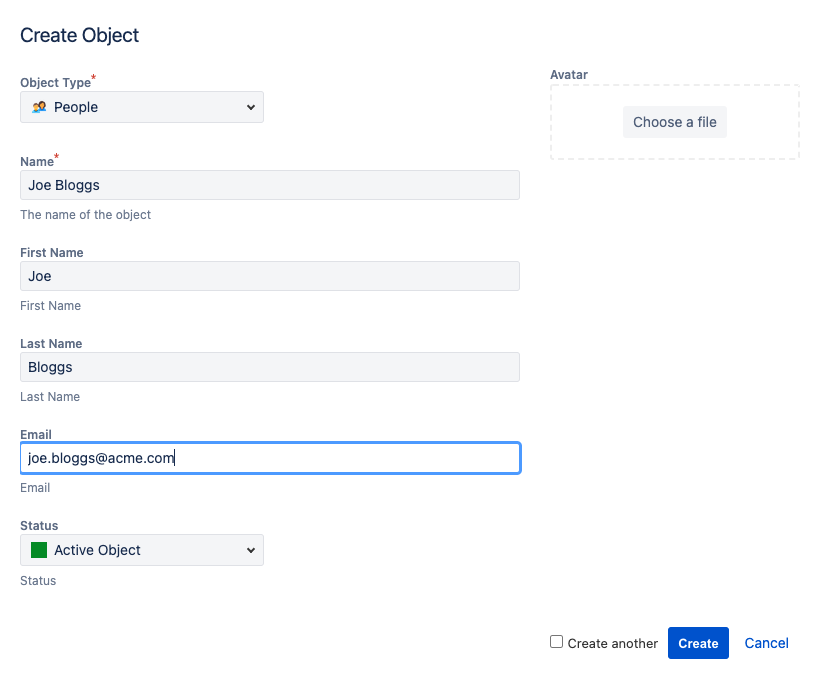 Create Object
Object Type*
People
Name*
Joe Bloggs
The name of the object
First Name
Joe
First Name
Last Name
Bloggs
Last Name
Email
joe.bloggs@acme.com
Email
Status
Active Object
Status
Avatar
Choose a file
Create another Create Cancel